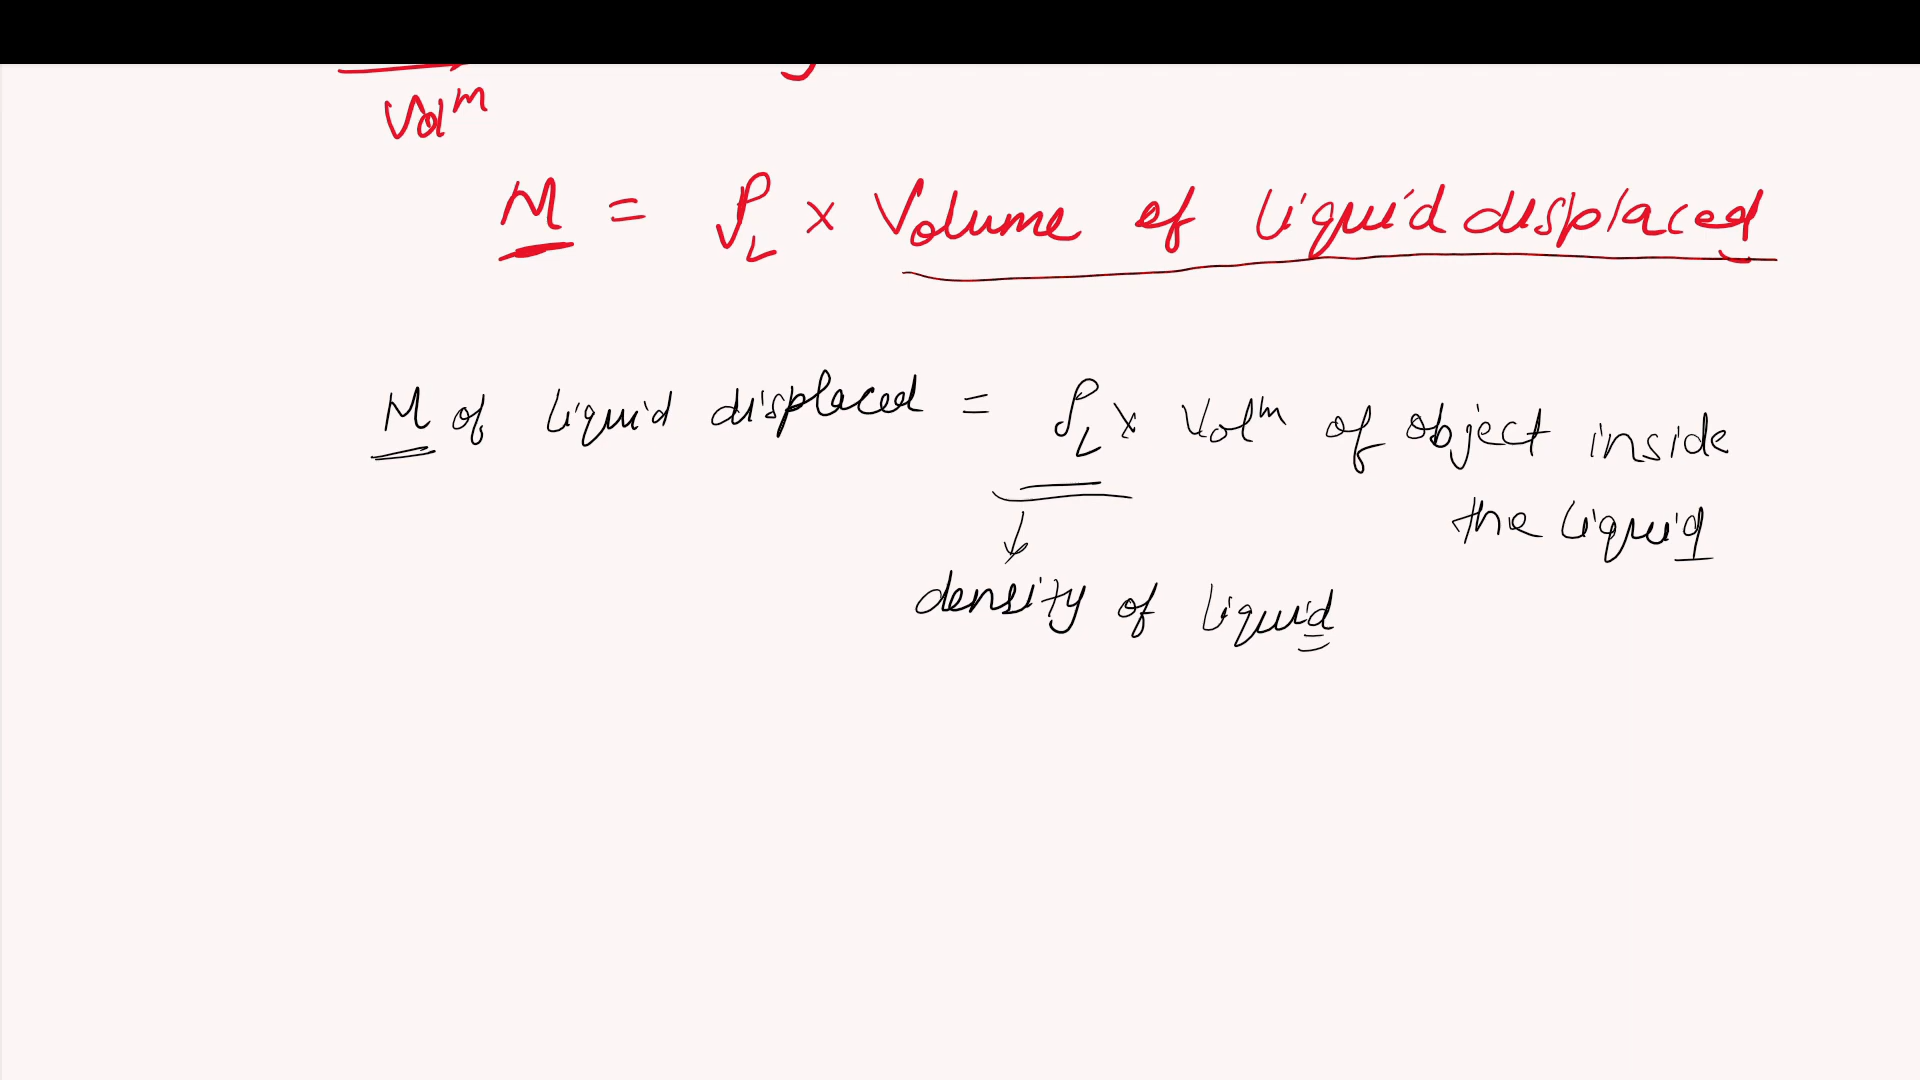 Volᵐ
M = ρL × Volume of liquid displaced
M of liquid displaced = ρL × Volᵐ of object inside
the liquid
density of liquid